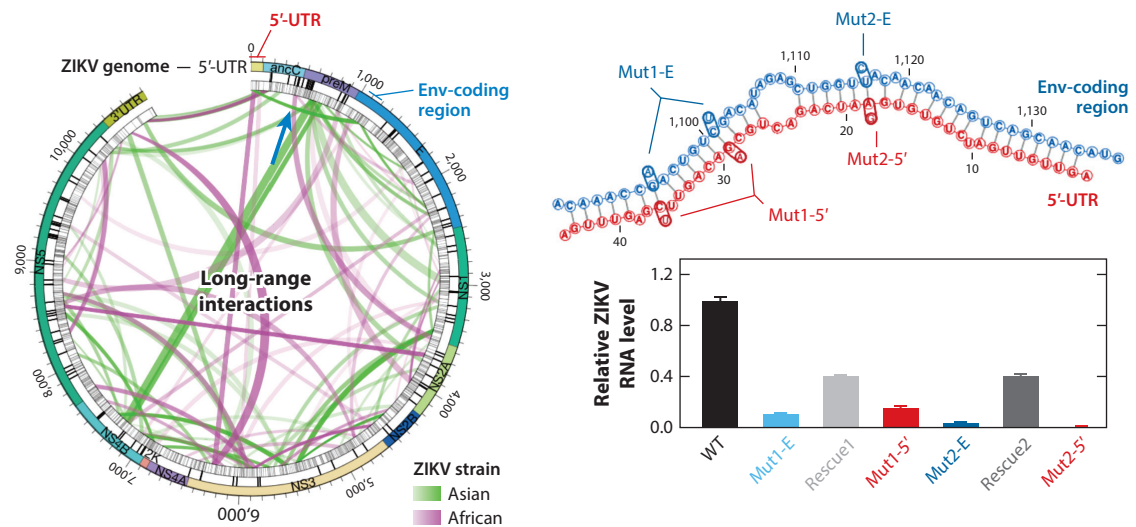 5′-UTR
0
ZIKV genome — 5′-UTR
ancC
preM
1,000
Env-coding
region
2,000
3,000
NS1
NS2A
4,000
NS2B
5,000
NS3
6,000
NS4A
2K
7,000
NS4B
8,000
9,000
NS5
10,000
3′UTR
Long-range
interactions
ZIKV strain
Asian
African
Mut2-E
Mut1-E
1,110
1,120
1,100
1,130
Env-coding
region
20
10
30
40
Mut2-5′
Mut1-5′
5′-UTR
Relative ZIKV
RNA level
1.2
0.8
0.4
0.0
WT
Mut1-E
Rescue1
Mut1-5′
Mut2-E
Rescue2
Mut2-5′